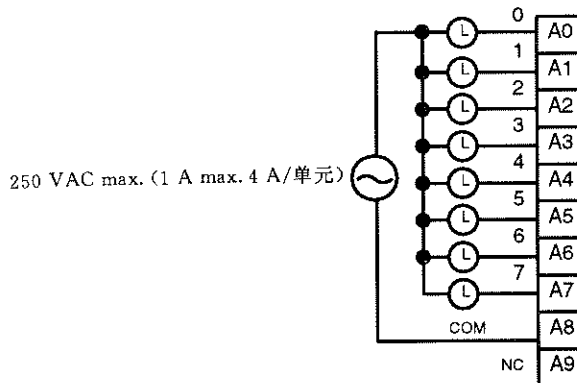 0
L A0
1
L A1
2
L A2
3
L A3
250 VAC max. (1 A max. 4 A/单元)
4
L A4
5
L A5
6
L A6
7
L A7
COM A8
NC A9